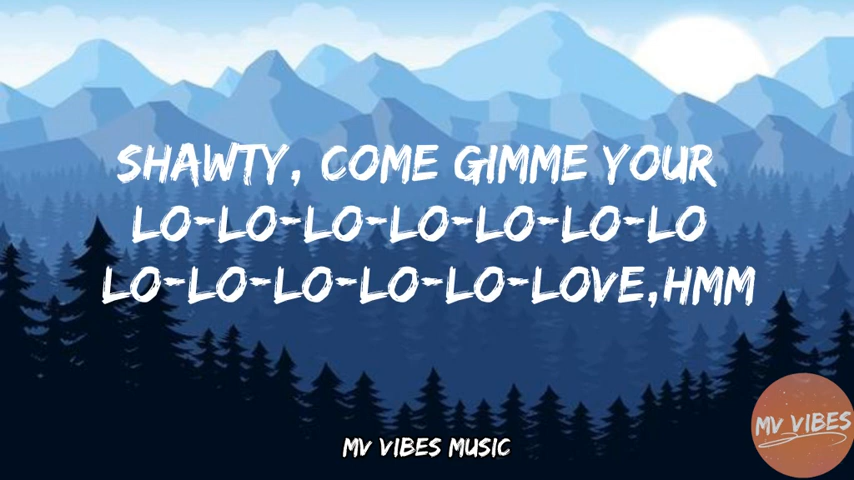 SHAWTY, COME GIMME YOUR
LO-LO-LO-LO-LO-LO-LO
LO-LO-LO-LO-LO-LOVE,HMM
MV VIBES
MV VIBES MUSIC